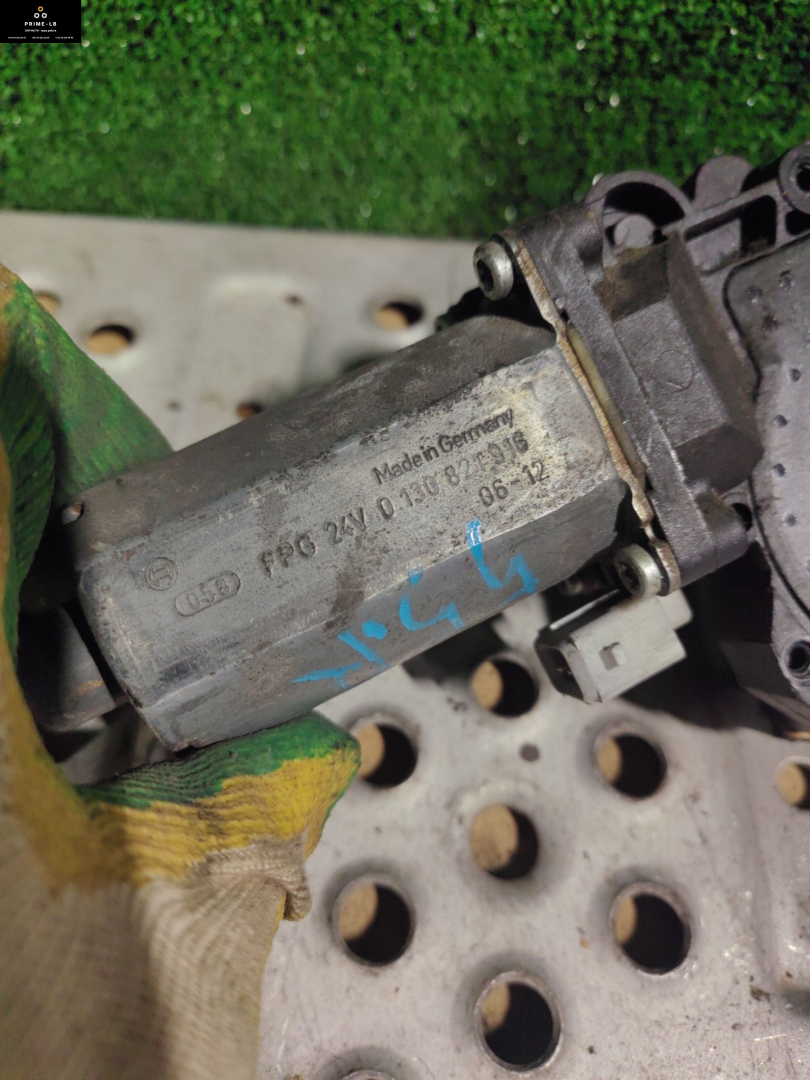 PRIME-LB
Made in Germany
FPG 24V 0 130 821 916
06-12
058